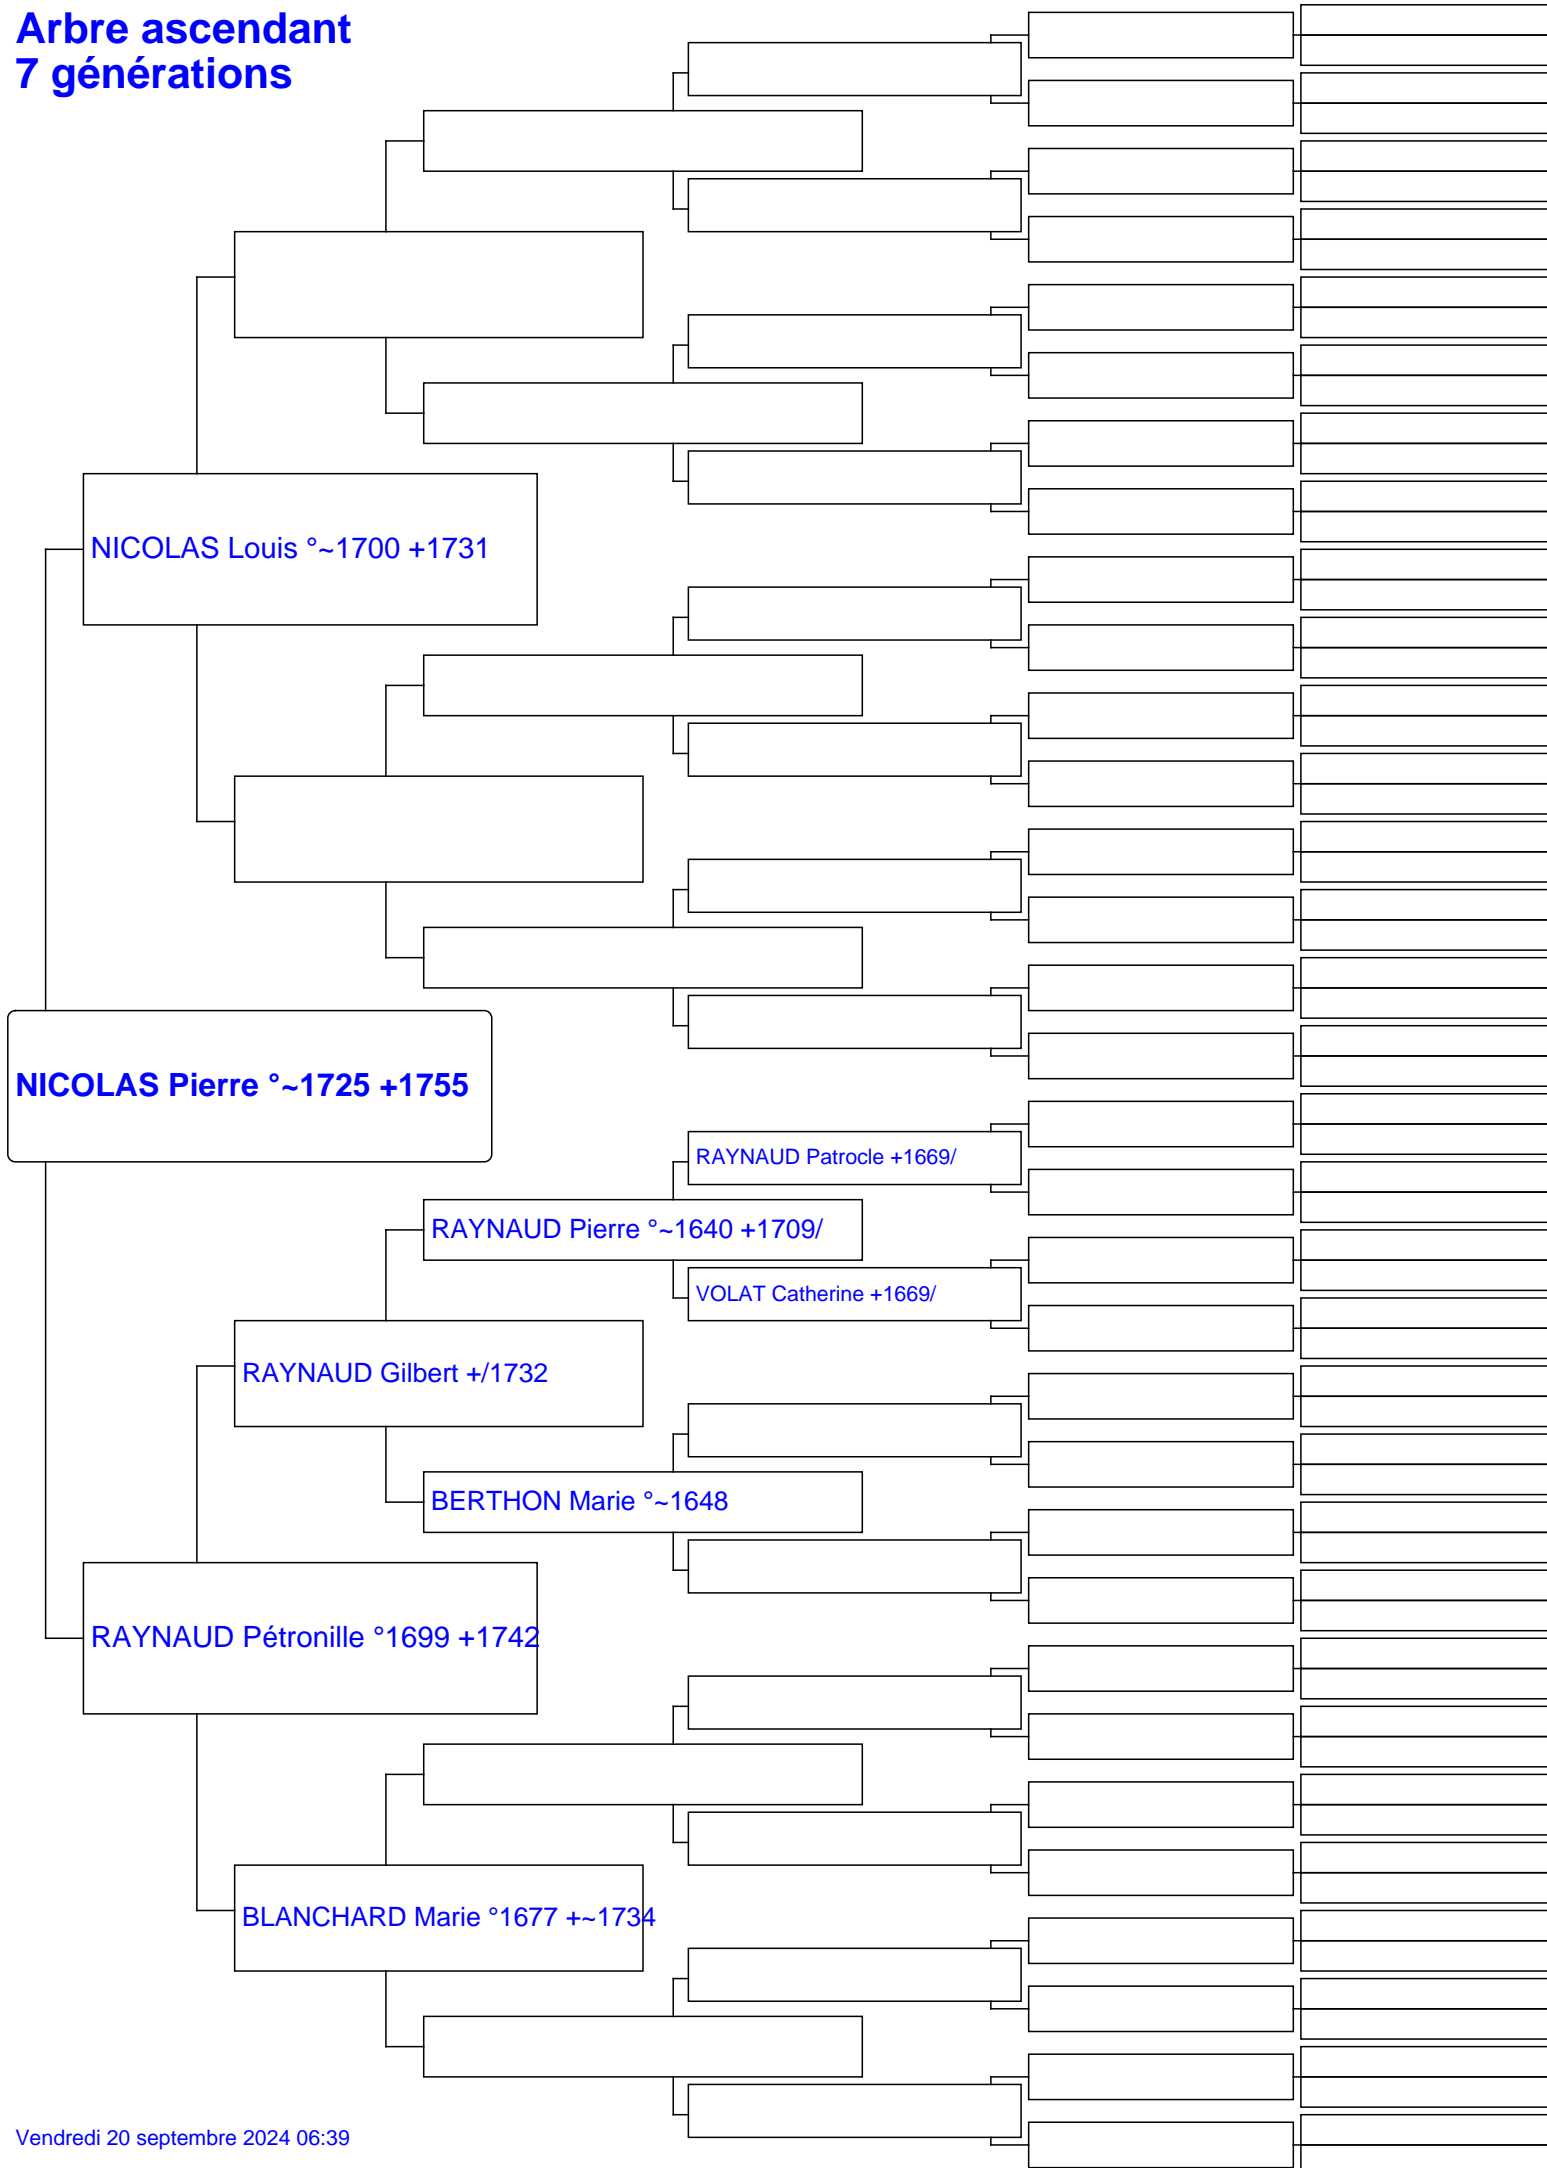 Arbre ascendant
7 générations
NICOLAS Louis °~1700 +1731
NICOLAS Pierre °~1725 +1755
RAYNAUD Patrocle +1669/
RAYNAUD Pierre °~1640 +1709/
VOLAT Catherine +1669/
RAYNAUD Gilbert +/1732
BERTHON Marie °~1648
RAYNAUD Pétronille °1699 +1742
BLANCHARD Marie °1677 +~1734
Vendredi 20 septembre 2024 06:39